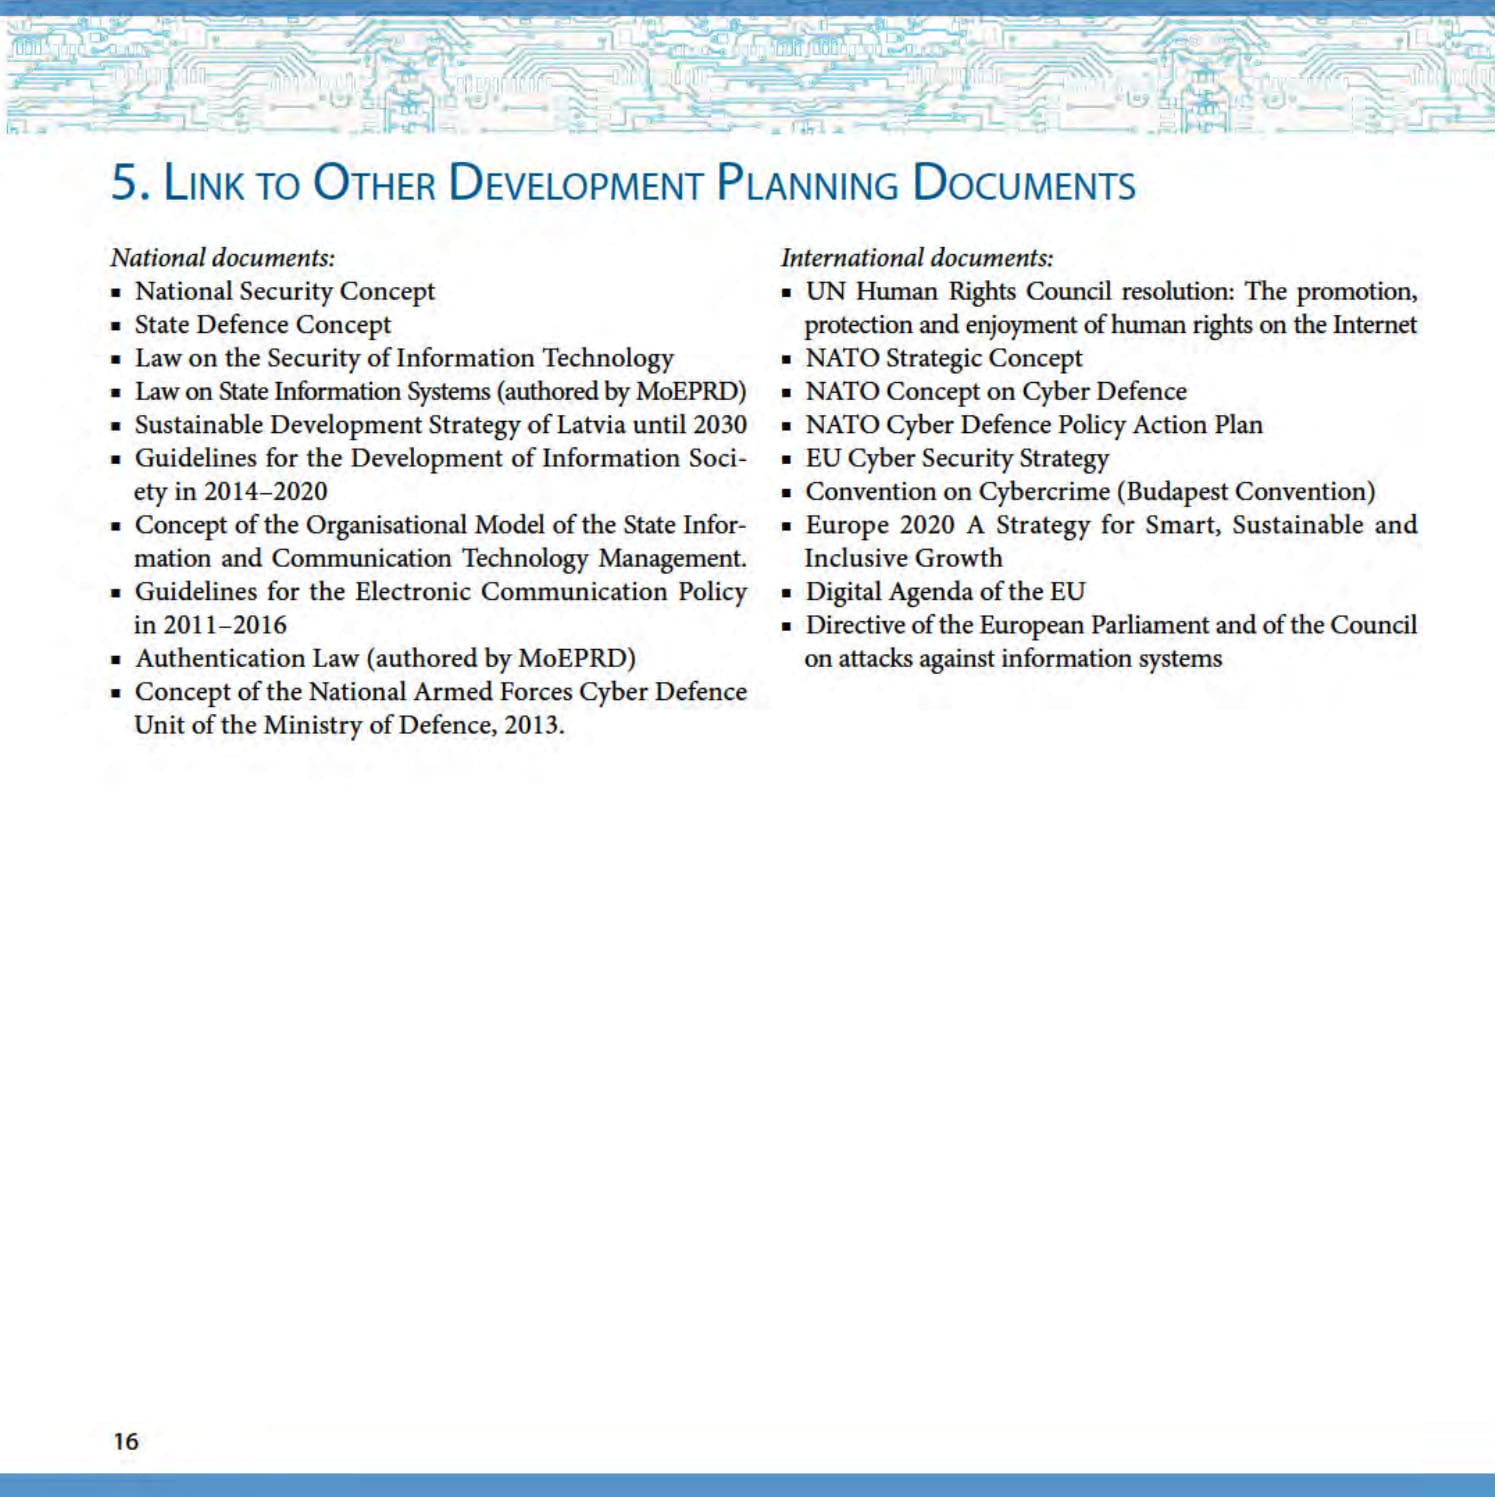 5. Link to Other Development Planning Documents
National documents:
▪ National Security Concept
▪ State Defence Concept
▪ Law on the Security of Information Technology
▪ Law on State Information Systems (authored by MoEPRD)
▪ Sustainable Development Strategy of Latvia until 2030
▪ Guidelines for the Development of Information Soci-
ety in 2014–2020
▪ Concept of the Organisational Model of the State Infor-
mation and Communication Technology Management.
▪ Guidelines for the Electronic Communication Policy
in 2011–2016
▪ Authentication Law (authored by MoEPRD)
▪ Concept of the National Armed Forces Cyber Defence
Unit of the Ministry of Defence, 2013.
International documents:
▪ UN Human Rights Council resolution: The promotion,
protection and enjoyment of human rights on the Internet
▪ NATO Strategic Concept
▪ NATO Concept on Cyber Defence
▪ NATO Cyber Defence Policy Action Plan
▪ EU Cyber Security Strategy
▪ Convention on Cybercrime (Budapest Convention)
▪ Europe 2020 A Strategy for Smart, Sustainable and
Inclusive Growth
▪ Digital Agenda of the EU
▪ Directive of the European Parliament and of the Council
on attacks against information systems
16